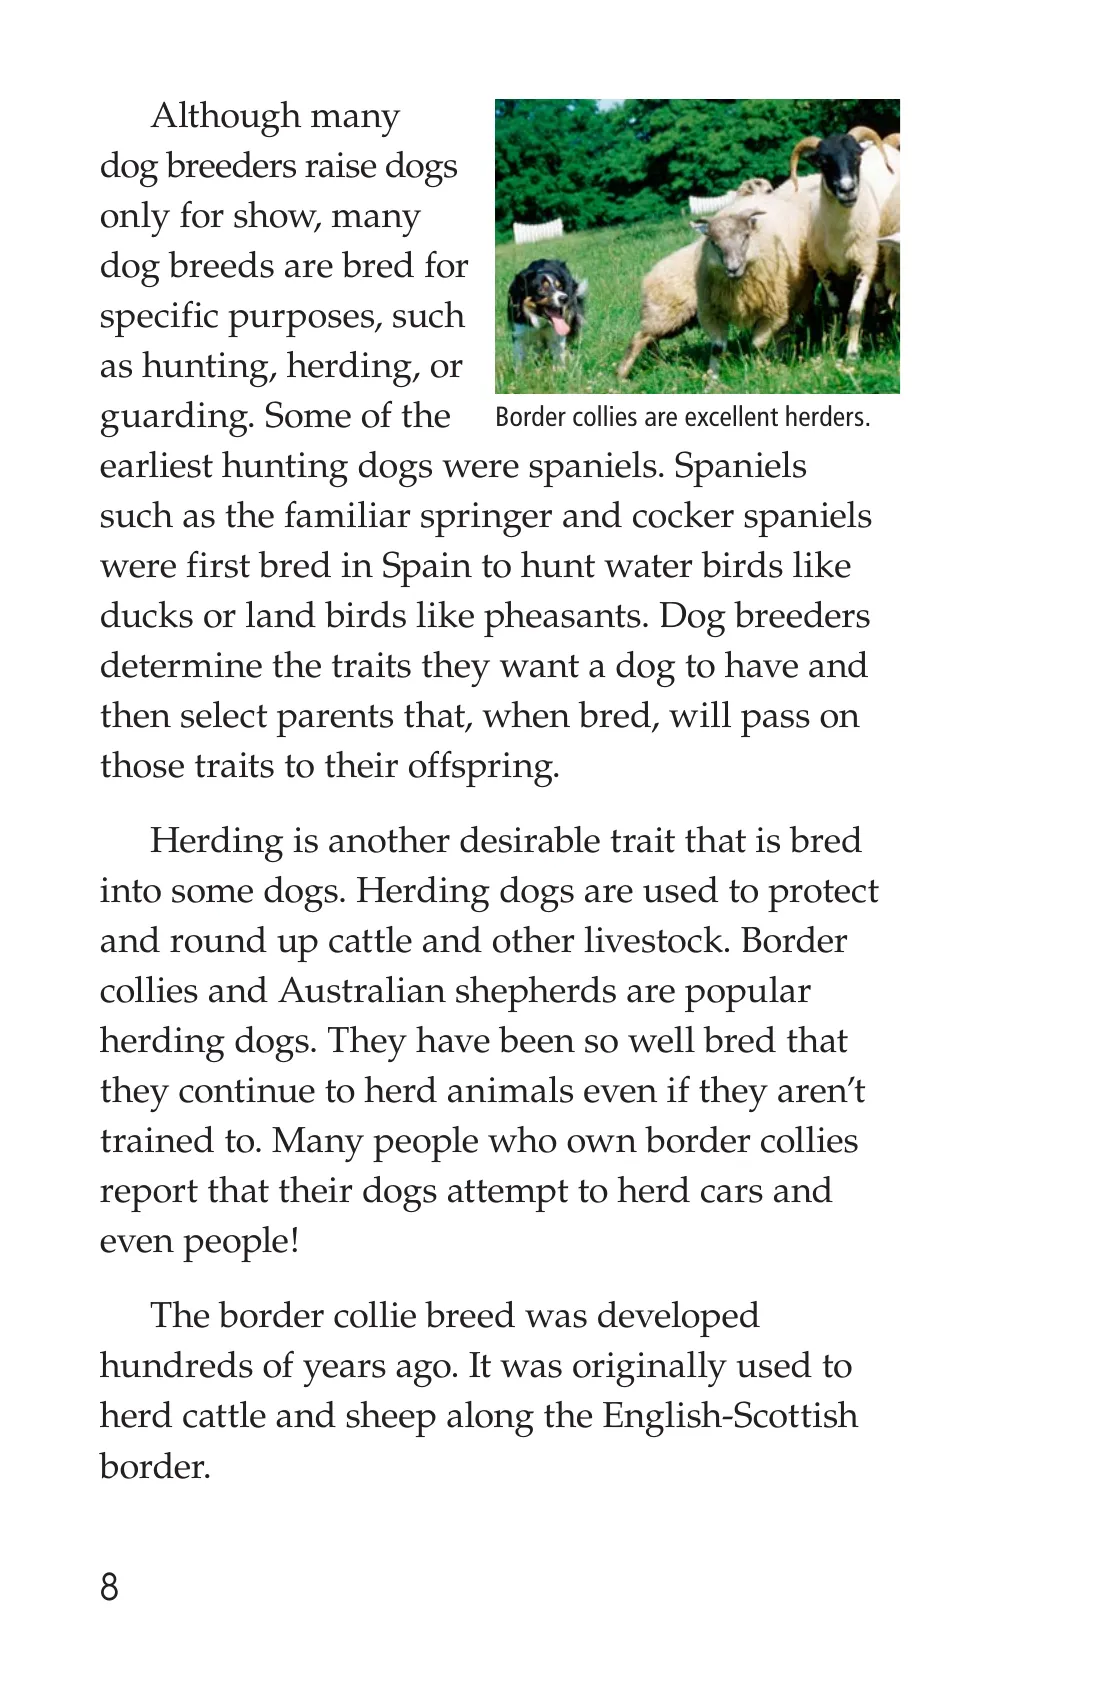 Although many
dog breeders raise dogs
only for show, many
dog breeds are bred for
specific purposes, such
as hunting, herding, or
guarding. Some of the
Border collies are excellent herders.
earliest hunting dogs were spaniels. Spaniels
such as the familiar springer and cocker spaniels
were first bred in Spain to hunt water birds like
ducks or land birds like pheasants. Dog breeders
determine the traits they want a dog to have and
then select parents that, when bred, will pass on
those traits to their offspring.
Herding is another desirable trait that is bred
into some dogs. Herding dogs are used to protect
and round up cattle and other livestock. Border
collies and Australian shepherds are popular
herding dogs. They have been so well bred that
they continue to herd animals even if they aren’t
trained to. Many people who own border collies
report that their dogs attempt to herd cars and
even people!
The border collie breed was developed
hundreds of years ago. It was originally used to
herd cattle and sheep along the English-Scottish
border.
8